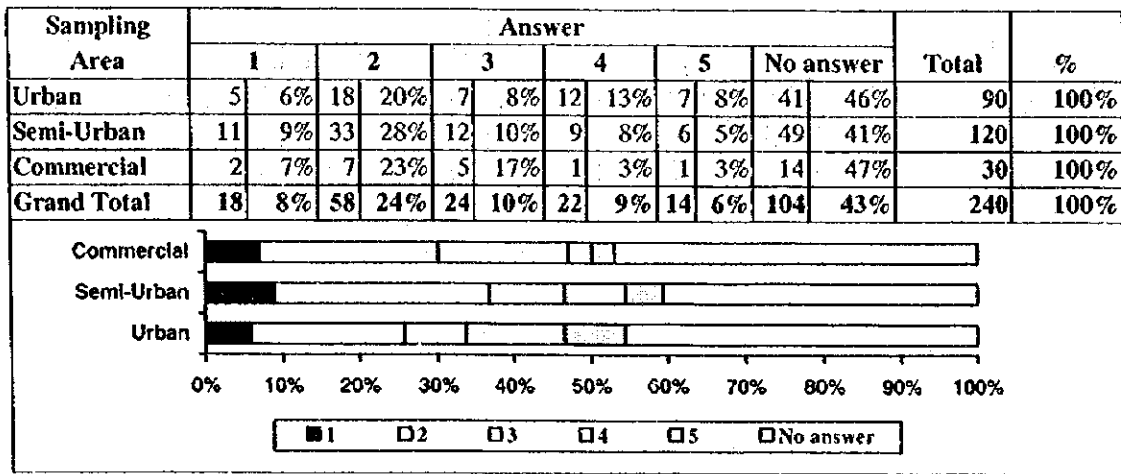 Sampling Area Answer Total %
1 2 3 4 5 No answer
Urban 5 6% 18 20% 7 8% 12 13% 7 8% 41 46% 90 100%
Semi-Urban 11 9% 33 28% 12 10% 9 8% 6 5% 49 41% 120 100%
Commercial 2 7% 7 23% 5 17% 1 3% 1 3% 14 47% 30 100%
Grand Total 18 8% 58 24% 24 10% 22 9% 14 6% 104 43% 240 100%
Commercial
Semi-Urban
Urban
0% 10% 20% 30% 40% 50% 60% 70% 80% 90% 100%
1 2 3 4 5 No answer